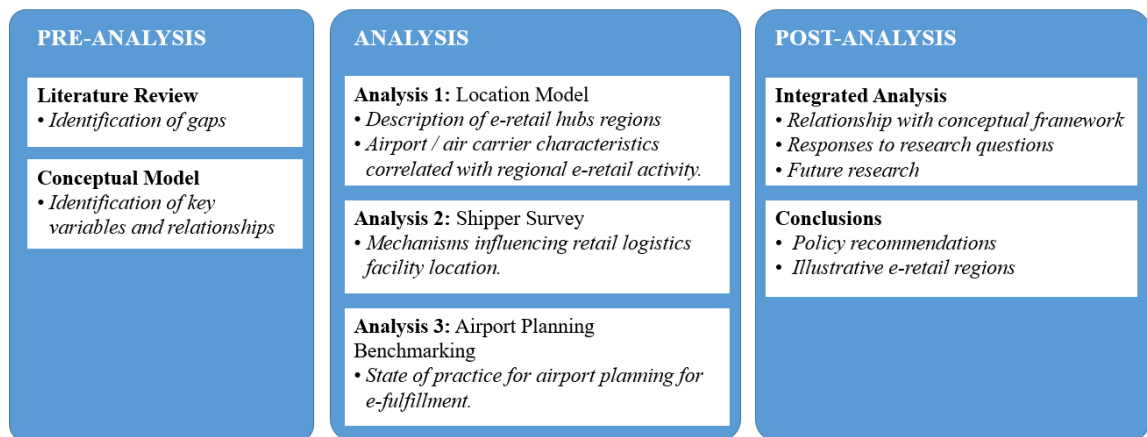 PRE-ANALYSIS
Literature Review
• Identification of gaps
Conceptual Model
• Identification of key
variables and relationships
ANALYSIS
Analysis 1: Location Model
• Description of e-retail hubs regions
• Airport / air carrier characteristics
correlated with regional e-retail activity.
Analysis 2: Shipper Survey
• Mechanisms influencing retail logistics
facility location.
Analysis 3: Airport Planning
Benchmarking
• State of practice for airport planning for
e-fulfillment.
POST-ANALYSIS
Integrated Analysis
• Relationship with conceptual framework
• Responses to research questions
• Future research
Conclusions
• Policy recommendations
• Illustrative e-retail regions